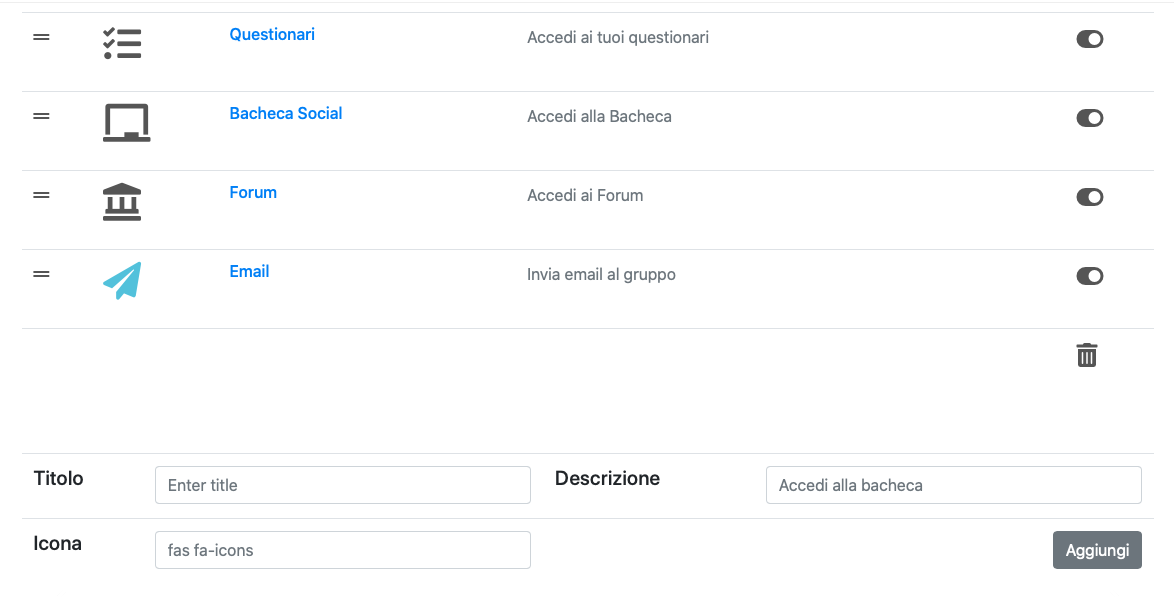 Questionari Accedi ai tuoi questionari
Bacheca Social Accedi alla Bacheca
Forum Accedi ai Forum
Email Invia email al gruppo
Titolo Enter title Descrizione Accedi alla bacheca
Icona fas fa-icons Aggiungi